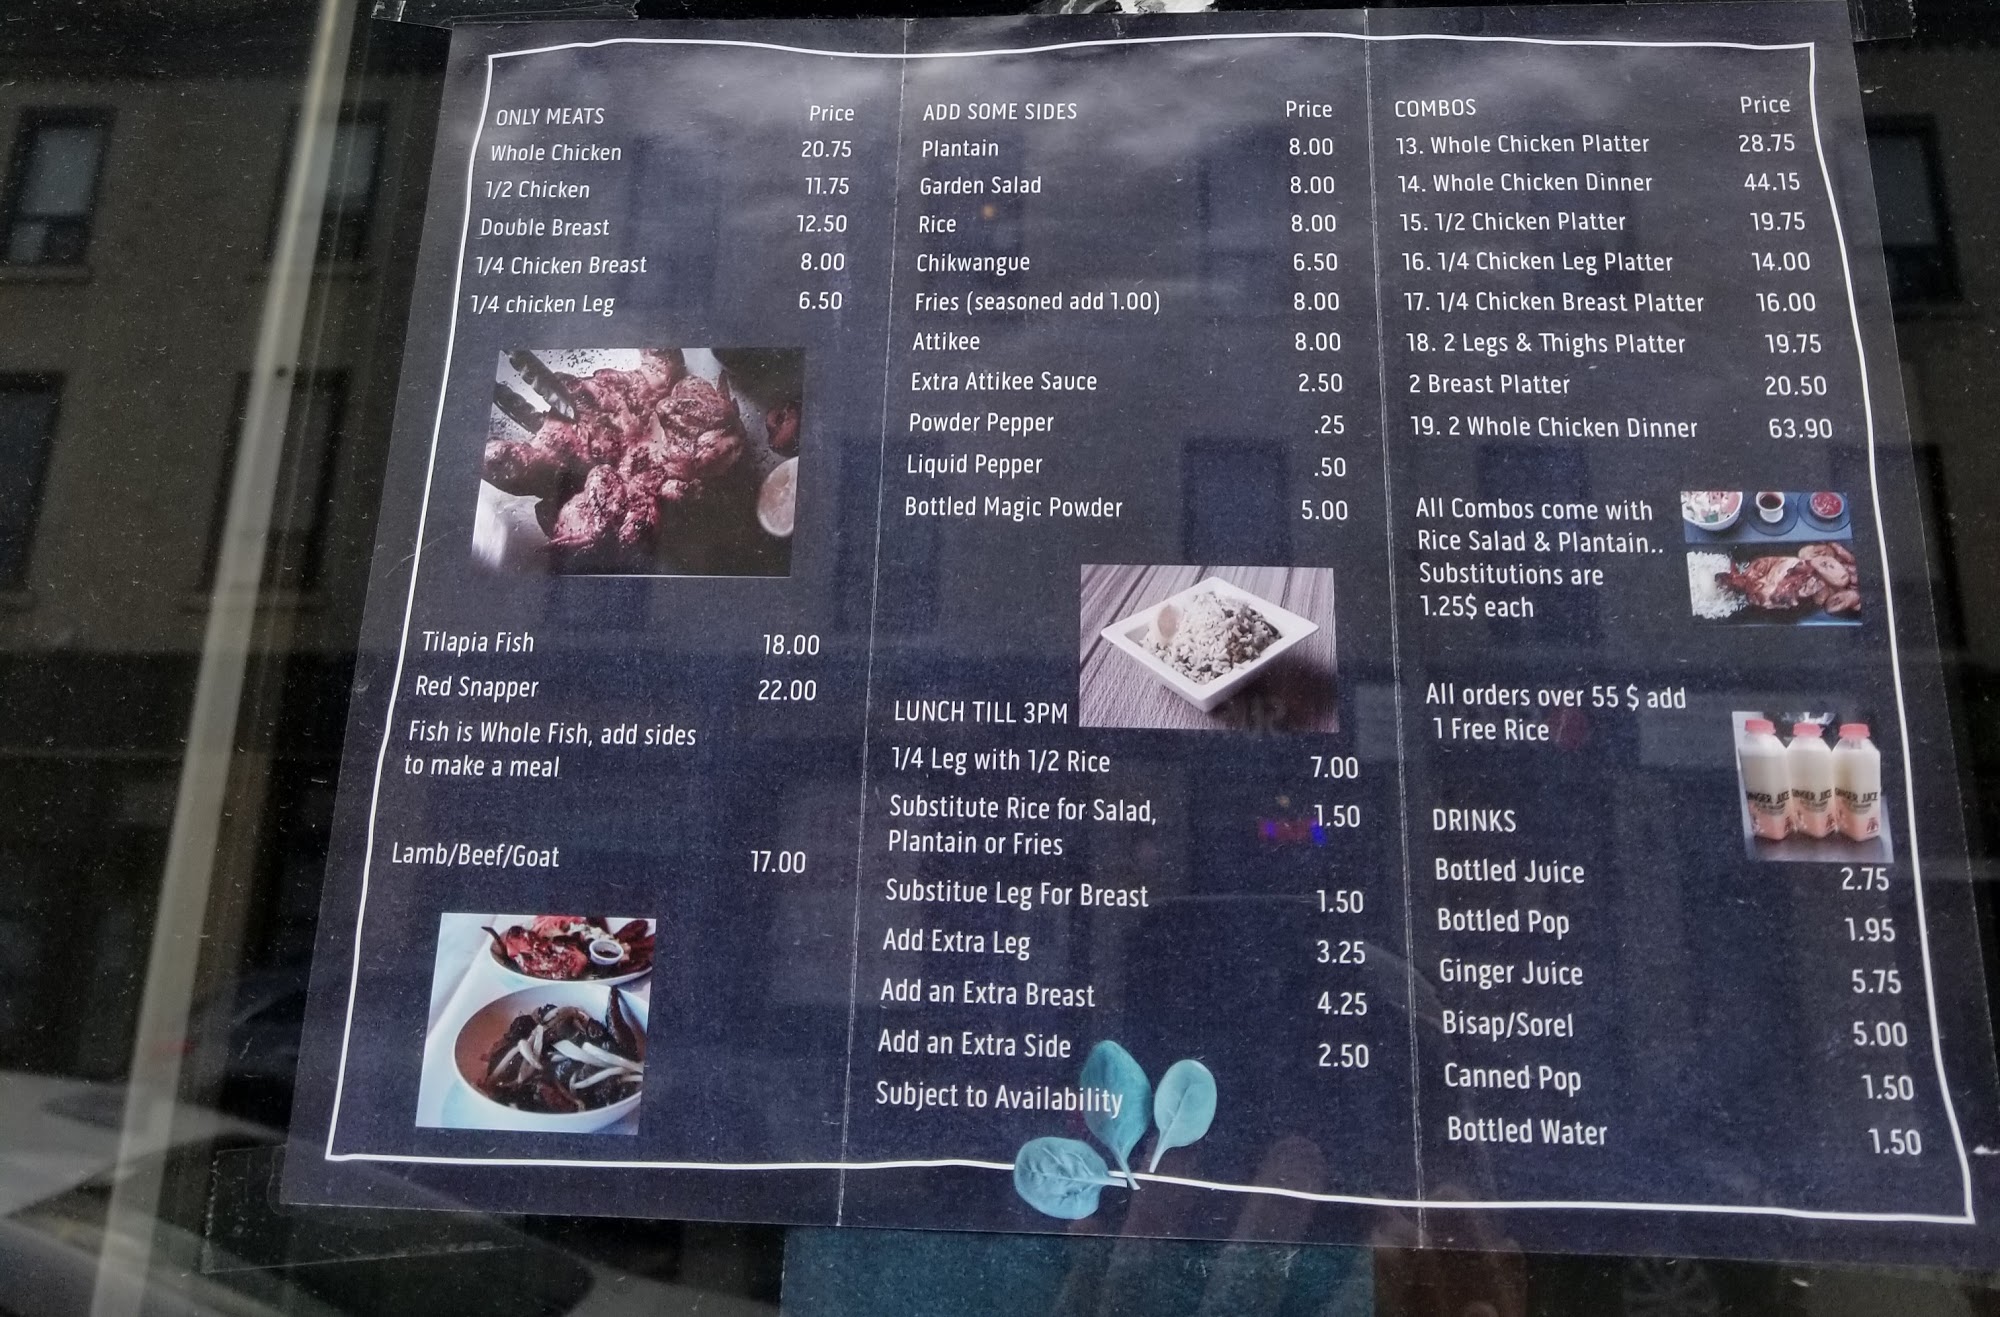 ONLY MEATS Price
Whole Chicken 20.75
1/2 Chicken 11.75
Double Breast 12.50
1/4 Chicken Breast 8.00
1/4 chicken Leg 6.50
Tilapia Fish 18.00
Red Snapper 22.00
Fish is Whole Fish, add sides
to make a meal
Lamb/Beef/Goat 17.00
ADD SOME SIDES Price
Plantain 8.00
Garden Salad 8.00
Rice 8.00
Chikwangue 6.50
Fries (seasoned add 1.00) 8.00
Attikee 8.00
Extra Attikee Sauce 2.50
Powder Pepper .25
Liquid Pepper .50
Bottled Magic Powder 5.00
LUNCH TILL 3PM
1/4 Leg with 1/2 Rice 7.00
Substitute Rice for Salad, 1.50
Plantain or Fries
Substitue Leg For Breast 1.50
Add Extra Leg 3.25
Add an Extra Breast 4.25
Add an Extra Side 2.50
Subject to Availability
COMBOS Price
13. Whole Chicken Platter 28.75
14. Whole Chicken Dinner 44.15
15. 1/2 Chicken Platter 19.75
16. 1/4 Chicken Leg Platter 14.00
17. 1/4 Chicken Breast Platter 16.00
18. 2 Legs & Thighs Platter 19.75
2 Breast Platter 20.50
19. 2 Whole Chicken Dinner 63.90
All Combos come with
Rice Salad & Plantain..
Substitutions are
1.25$ each
All orders over 55 $ add
1 Free Rice
GINGER JUICE GINGER JUICE GINGER JUICE
DRINKS
Bottled Juice 2.75
Bottled Pop 1.95
Ginger Juice 5.75
Bisap/Sorel 5.00
Canned Pop 1.50
Bottled Water 1.50